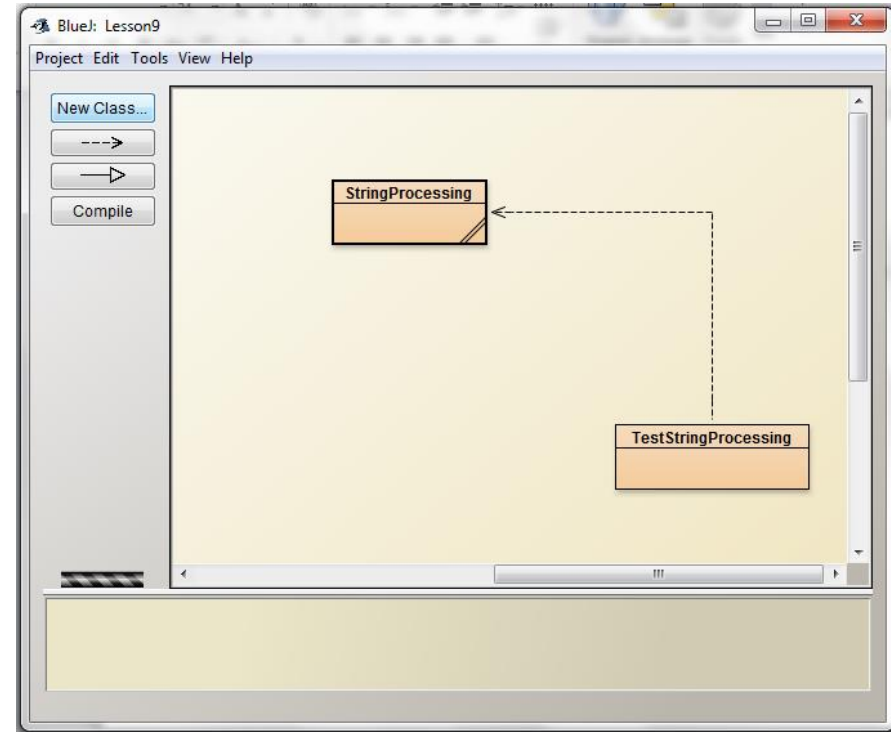 BlueJ: Lesson9
Project Edit Tools View Help
New Class...
Compile
StringProcessing
TestStringProcessing